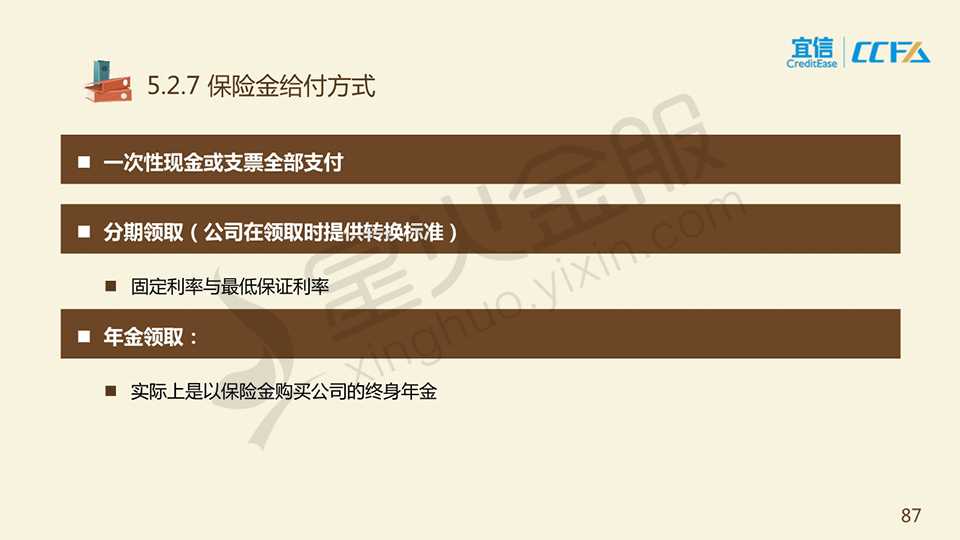 宜信
CreditEase
CCFA
5.2.7 保险金给付方式
一次性现金或支票全部支付
分期领取（公司在领取时提供转换标准）
固定利率与最低保证利率
年金领取：
实际上是以保险金购买公司的终身年金
星火金服
xinghuo.yixin.com
87